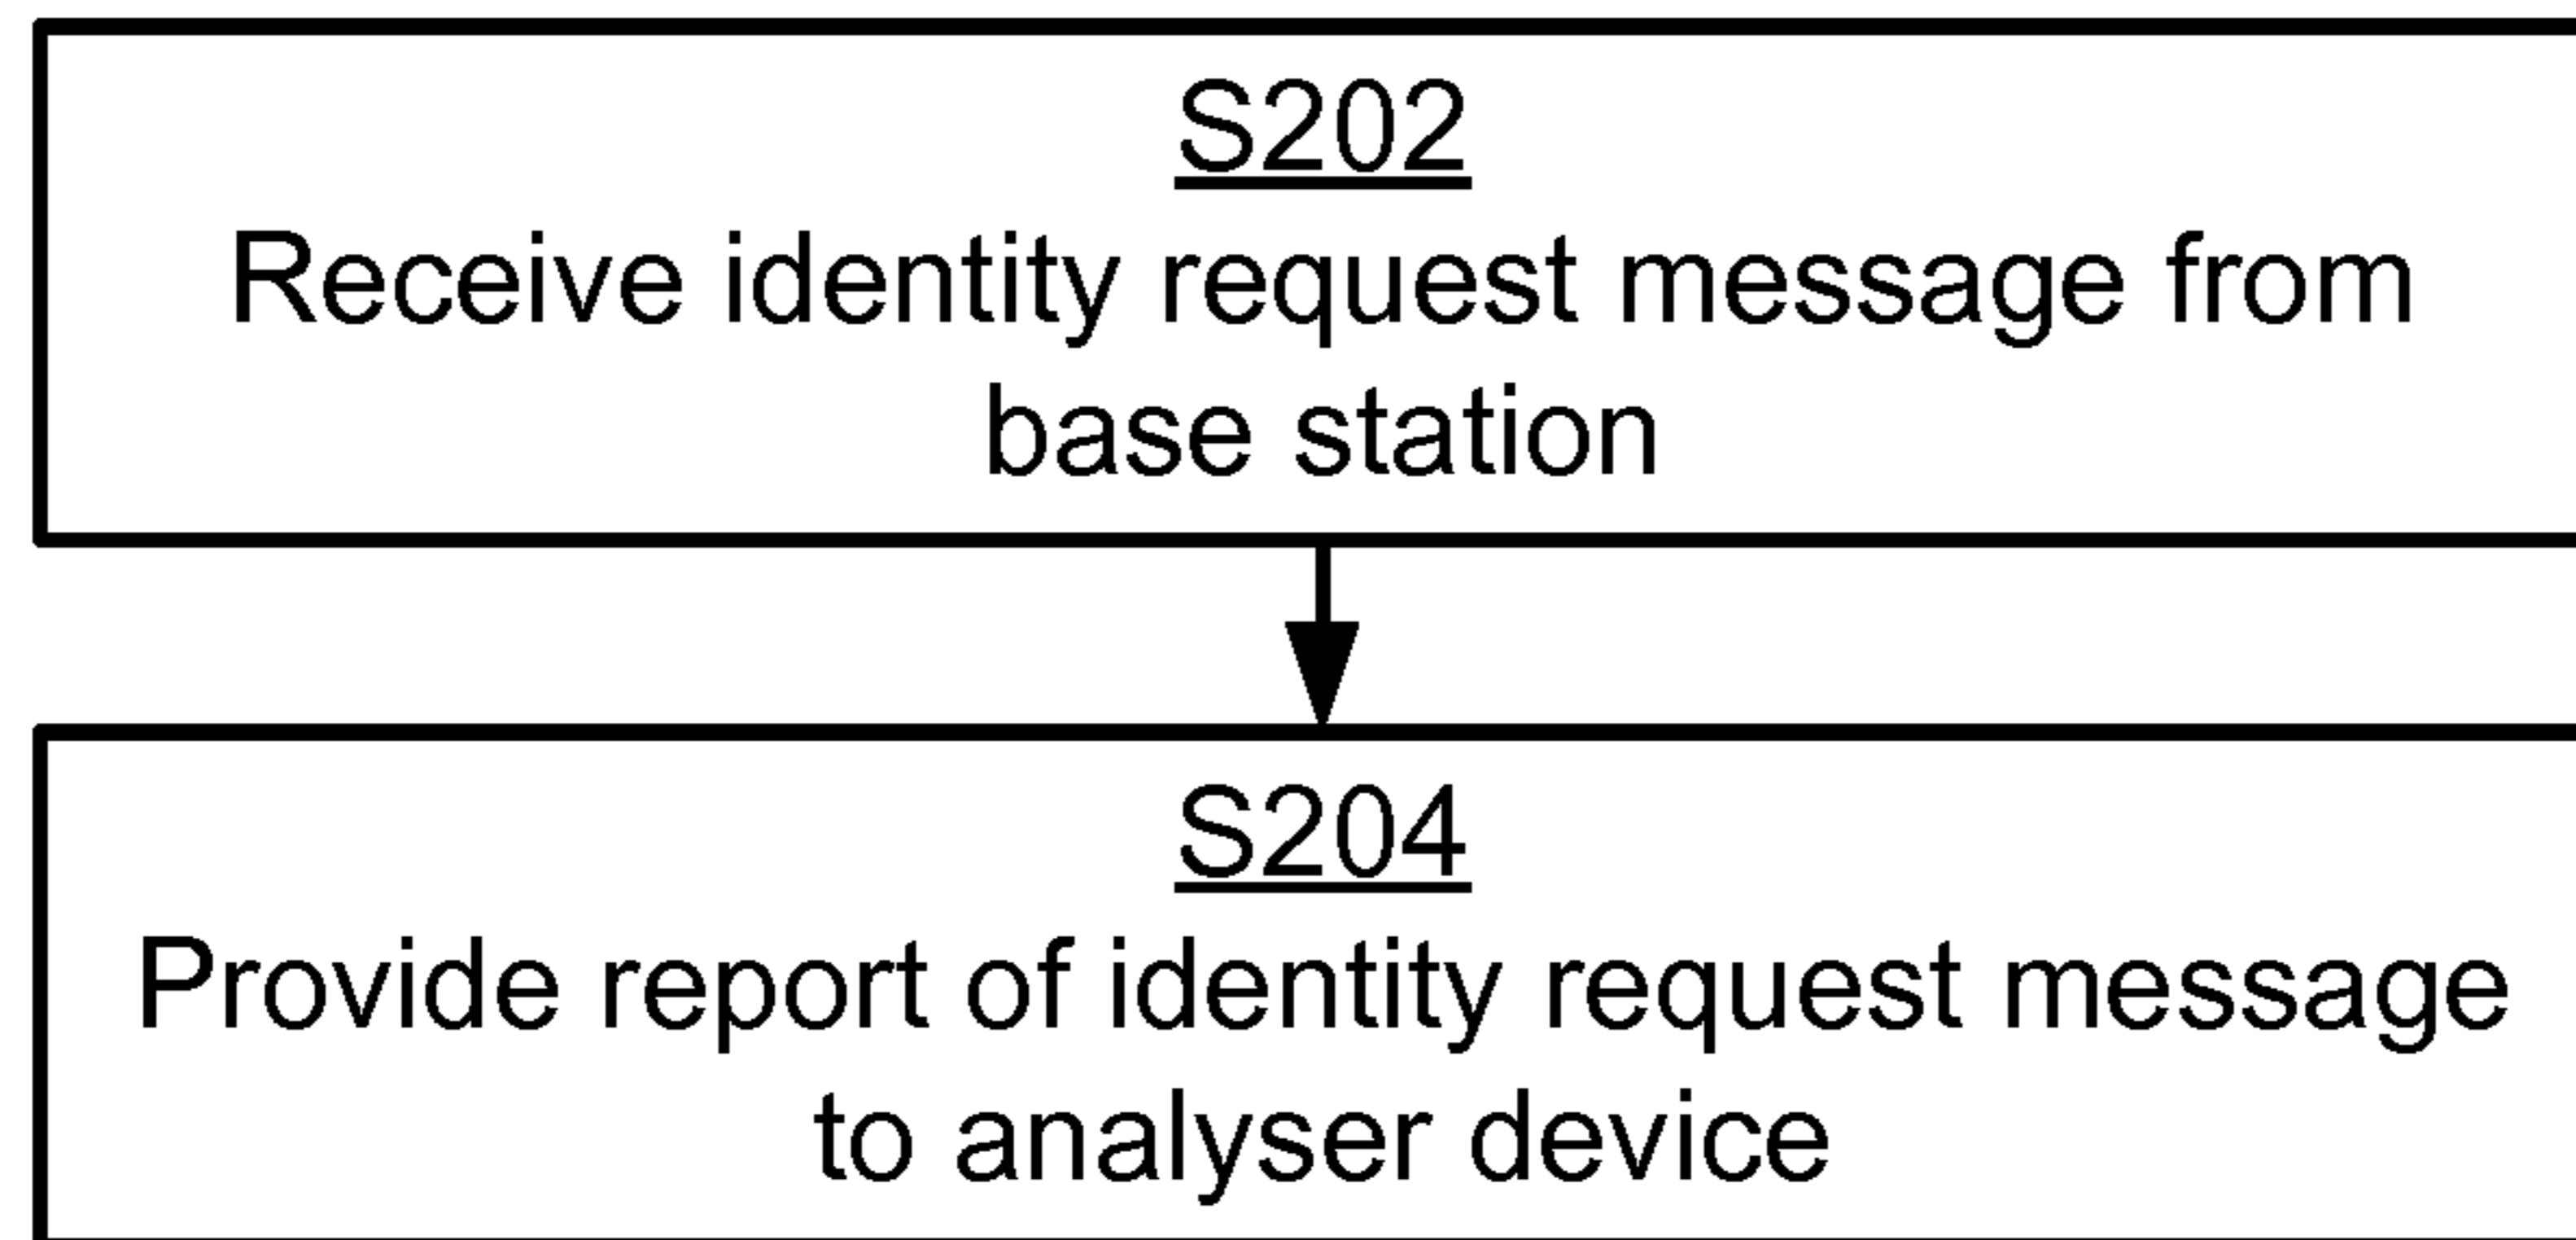 S202
Receive identity request message from
base station
S204
Provide report of identity request message
to analyser device